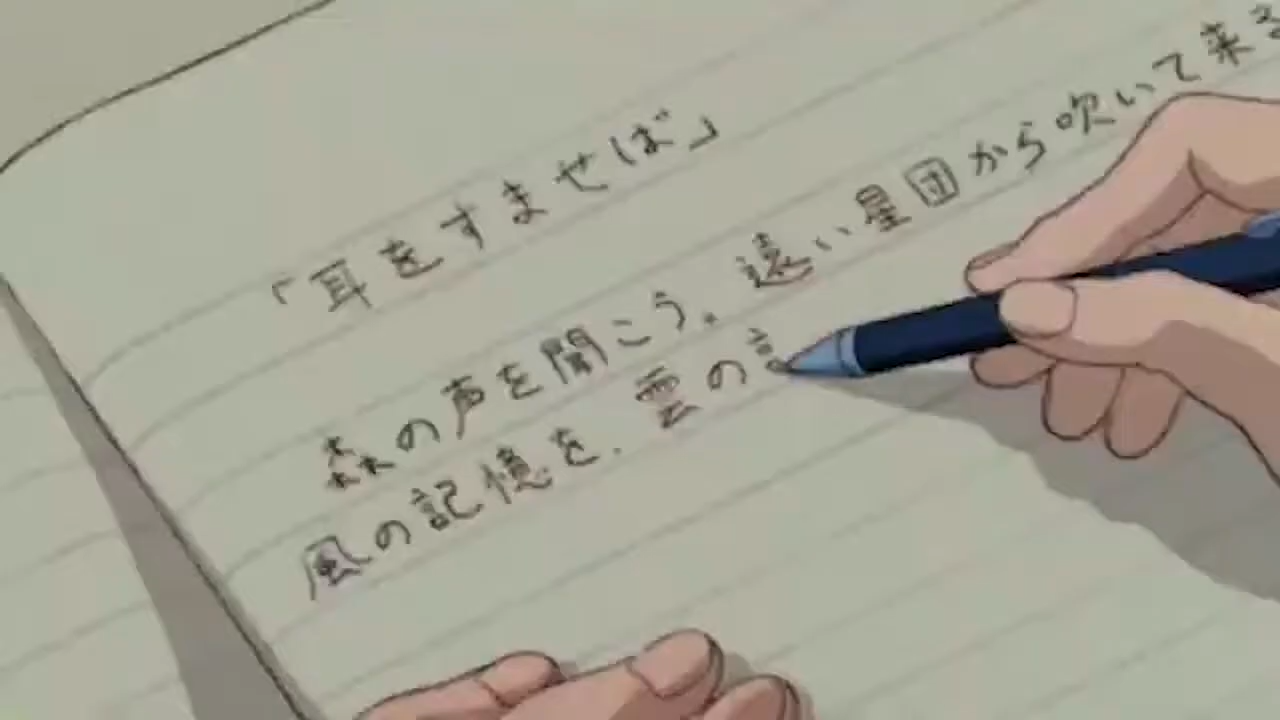 「耳をすませば」
森の声を聞こう。遠い星団から吹いて来る
風の記憶を、雲の